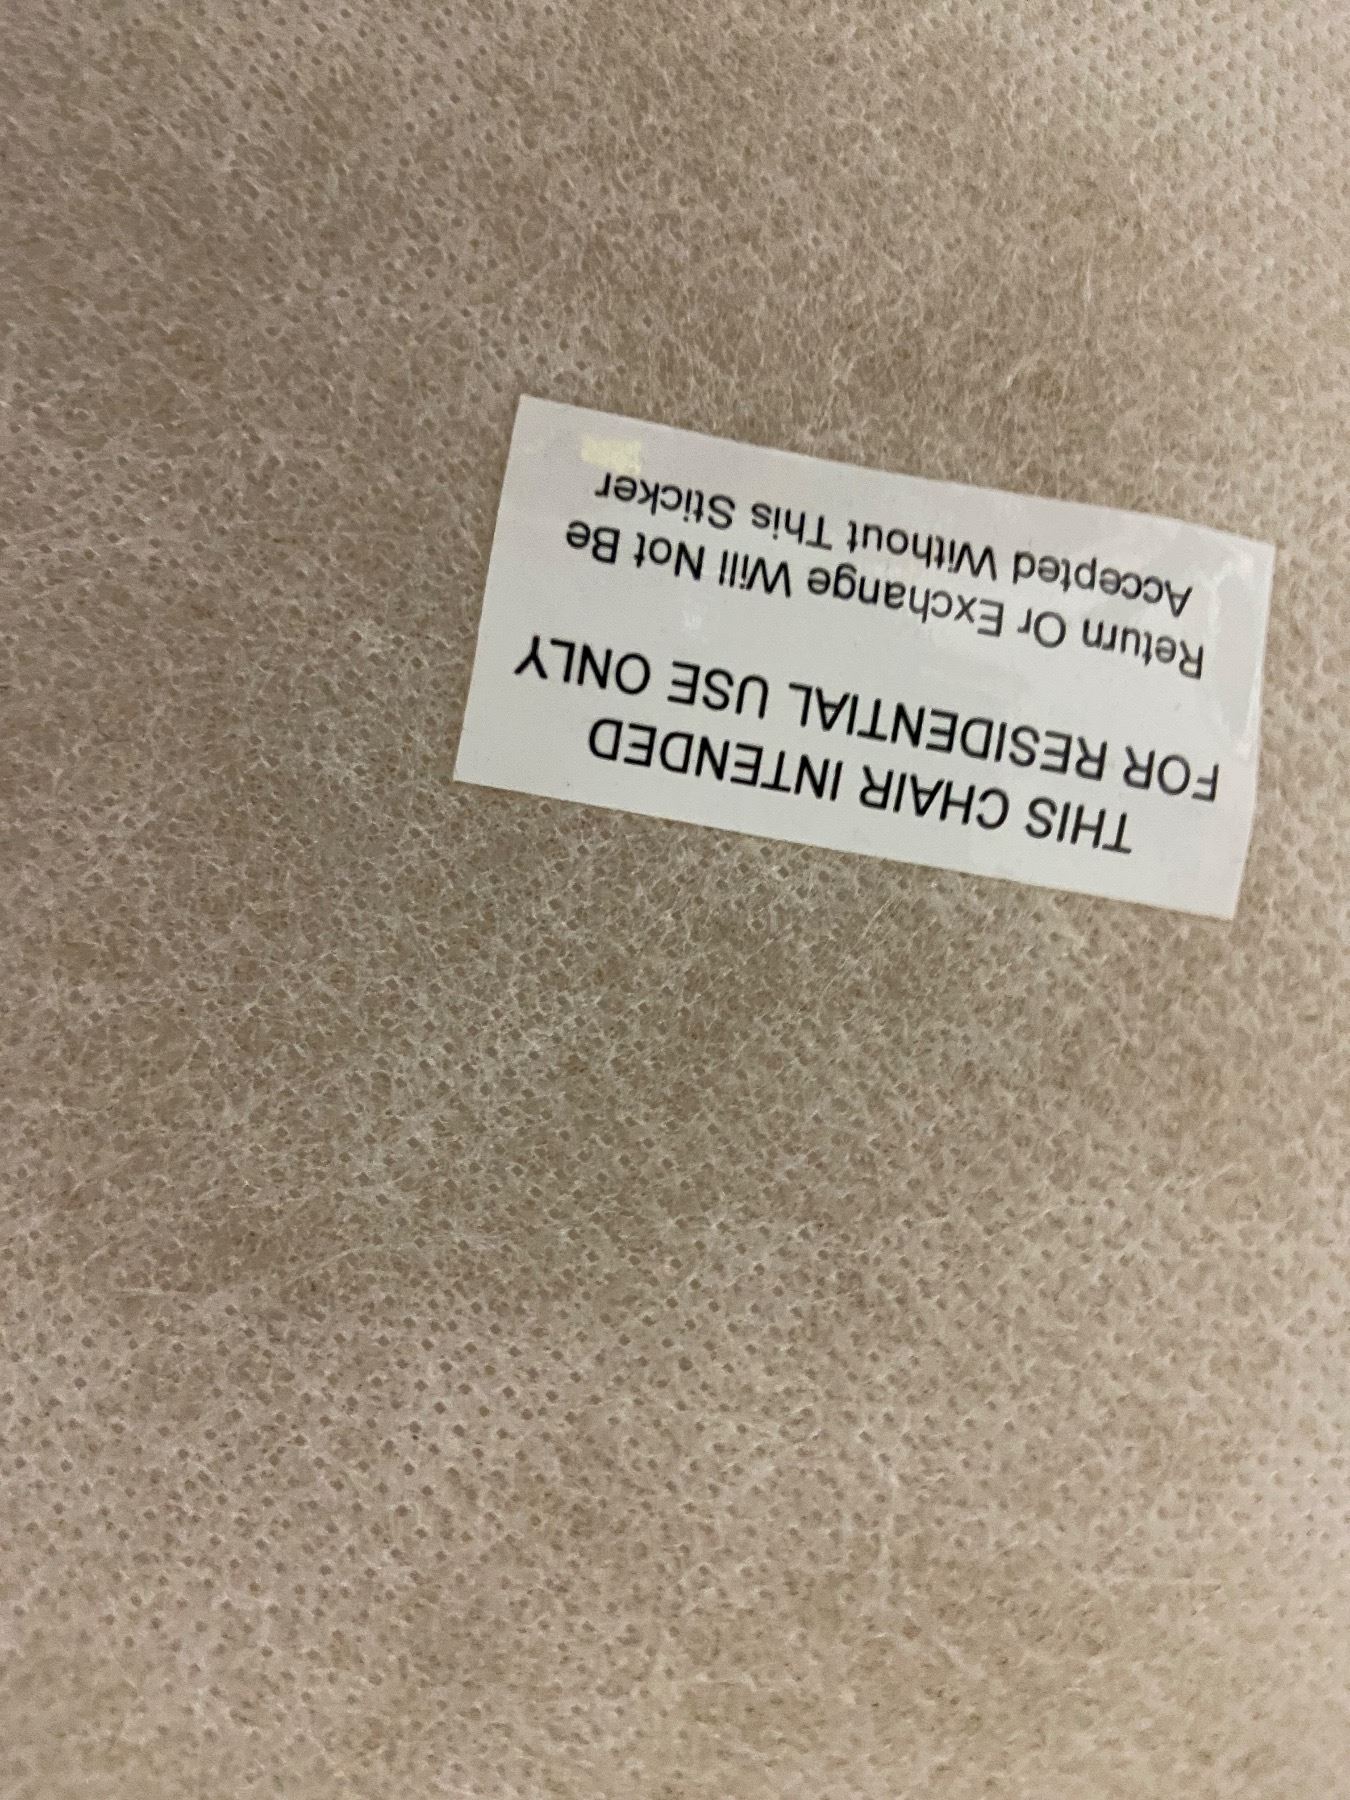 THIS CHAIR INTENDED
FOR RESIDENTIAL USE ONLY
Return Or Exchange Will Not Be
Accepted Without This Sticker